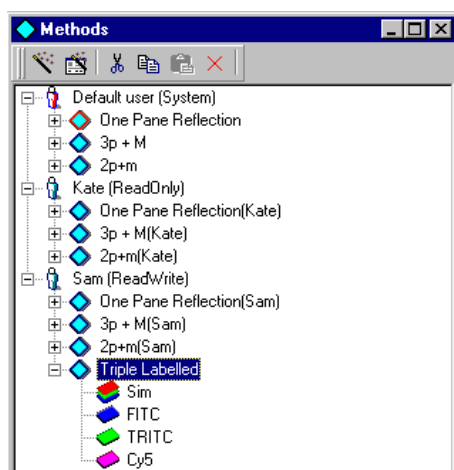 Methods
Default user (System)
One Pane Reflection
3p + M
2p+m
Kate (ReadOnly)
One Pane Reflection(Kate)
3p + M(Kate)
2p+m(Kate)
Sam (ReadWrite)
One Pane Reflection(Sam)
3p + M(Sam)
2p+m(Sam)
Triple Labelled
Sim
FITC
TRITC
Cy5